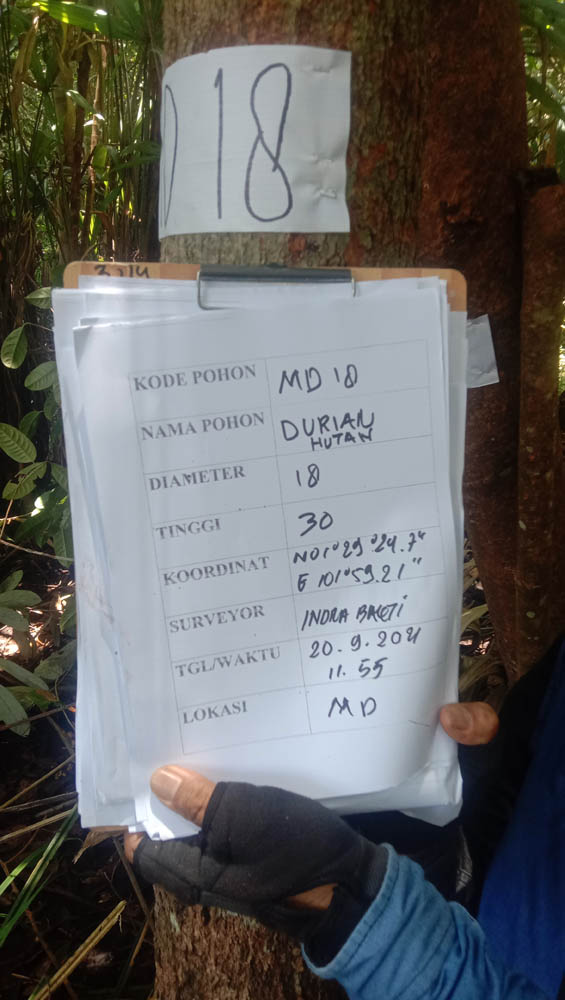 D 18
KODE POHON MD 18
NAMA POHON DURIAN
HUTAN
DIAMETER 18
TINGGI 30
KOORDINAT N01°29°24.7"
E 101°59.21"
SURVEYOR INDRA BAKTI
TGL/WAKTU 20.9.2021
11.55
LOKASI MD